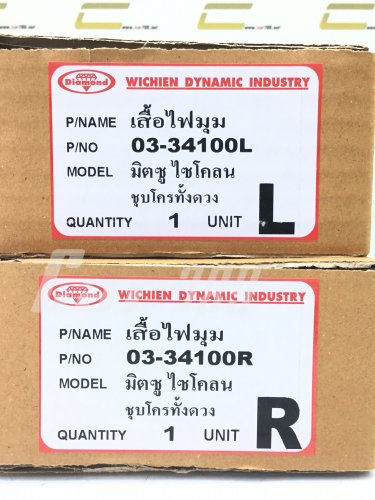 Diamond WICHIEN DYNAMIC INDUSTRY
P/NAME เสื้อไฟมุม
P/NO 03-34100L
MODEL มิตซู ไซโคลน
ชุบโครทั้งดวง
QUANTITY 1 UNIT L
Diamond WICHIEN DYNAMIC INDUSTRY
P/NAME เสื้อไฟมุม
P/NO 03-34100R
MODEL มิตซู ไซโคลน
ชุบโครทั้งดวง
QUANTITY 1 UNIT R